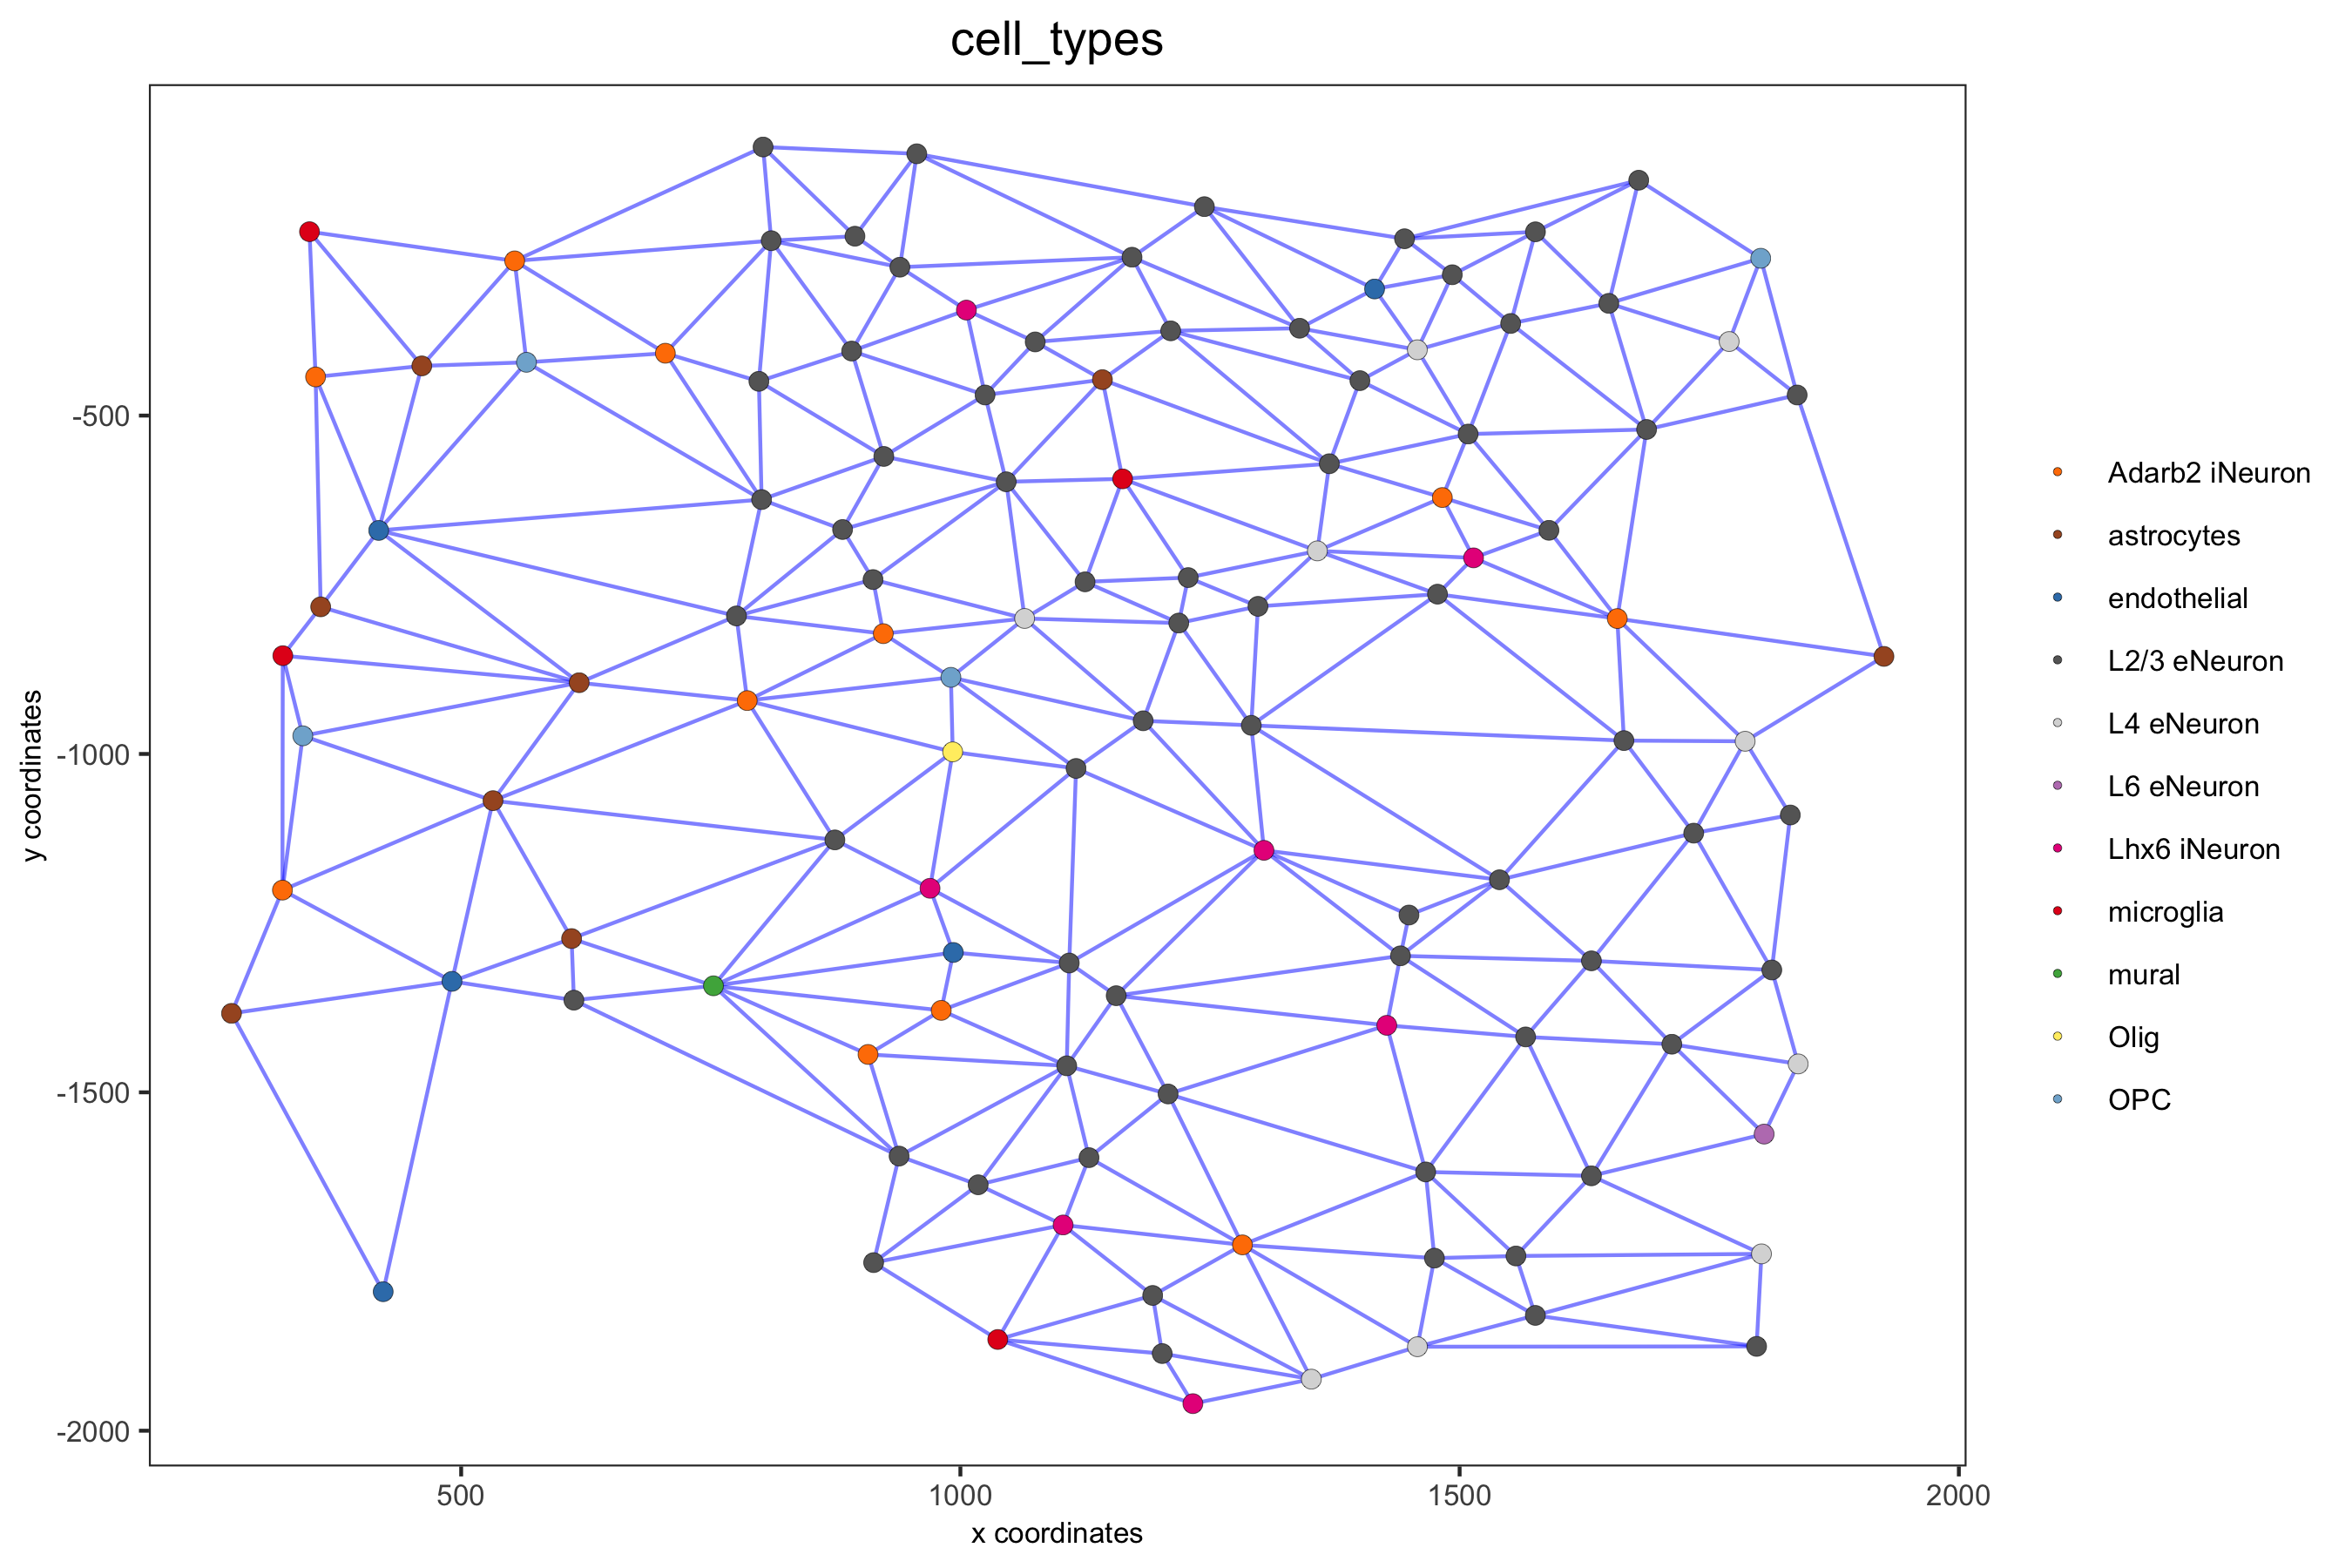 cell_types
y coordinates
-500
-1000
-1500
-2000
500
1000
1500
2000
x coordinates
Adarb2 iNeuron
astrocytes
endothelial
L2/3 eNeuron
L4 eNeuron
L6 eNeuron
Lhx6 iNeuron
microglia
mural
Olig
OPC